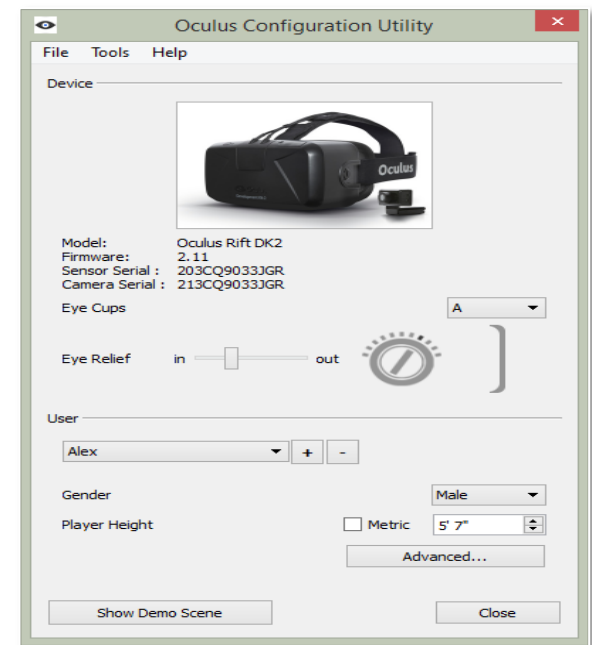 Oculus Configuration Utility
File Tools Help
Device
Oculus
Model: Oculus Rift DK2
Firmware: 2.11
Sensor Serial : 203CQ9033JGR
Camera Serial : 213CQ9033JGR
Eye Cups A
Eye Relief in out
User
Alex + -
Gender Male
Player Height Metric 5' 7"
Advanced...
Show Demo Scene Close